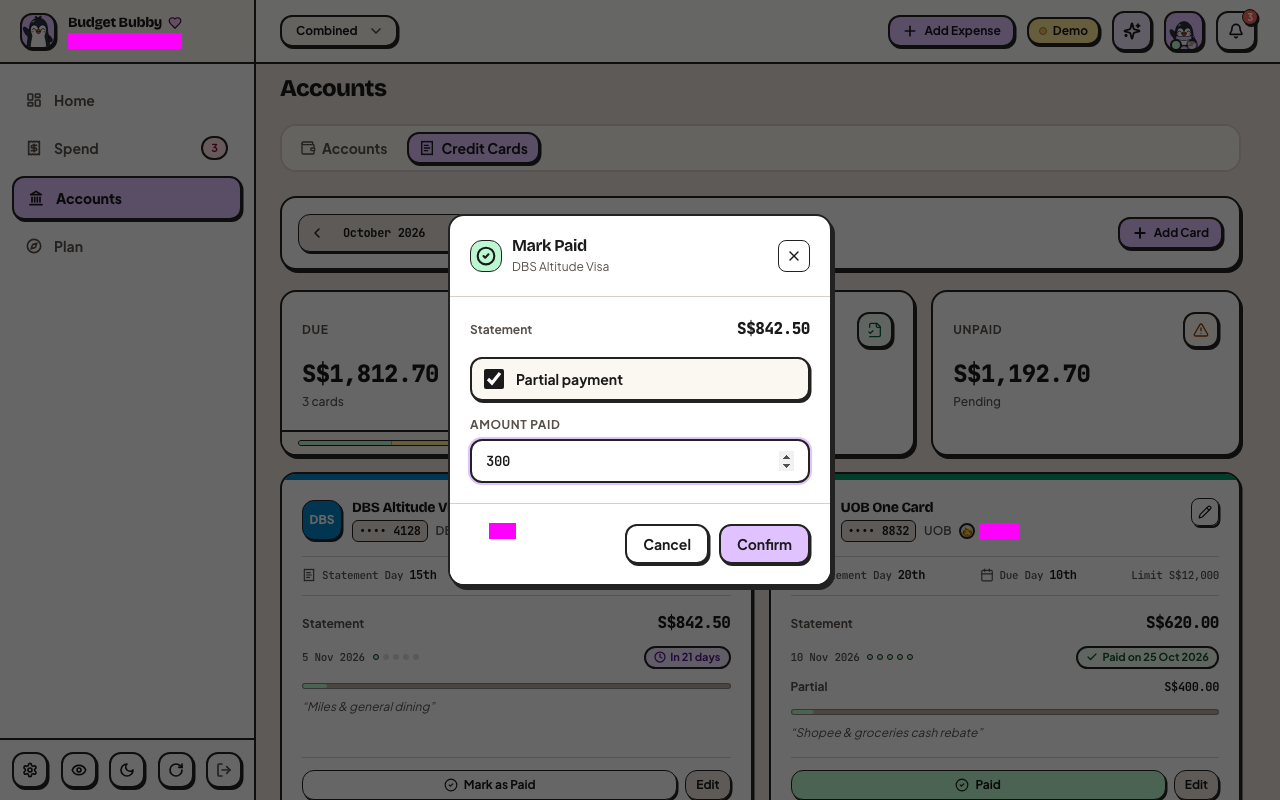 Budget Bubby
Combined
Add Expense
Demo
3
Home
Spend
3
Accounts
Plan
Accounts
Accounts
Credit Cards
October 2026
Add Card
DUE
S$1,812.70
3 cards
UNPAID
S$1,192.70
Pending
Mark Paid
DBS Altitude Visa
Statement
S$842.50
Partial payment
AMOUNT PAID
300
Cancel
Confirm
DBS
DBS Altitude V
•••• 4128
DB
Statement Day 15th
Statement
S$842.50
5 Nov 2026
In 21 days
“Miles & general dining”
Mark as Paid
Edit
UOB One Card
•••• 8832
UOB
ement Day 20th
Due Day 10th
Limit S$12,000
Statement
S$620.00
10 Nov 2026
Paid on 25 Oct 2026
Partial
S$400.00
“Shopee & groceries cash rebate”
Paid
Edit